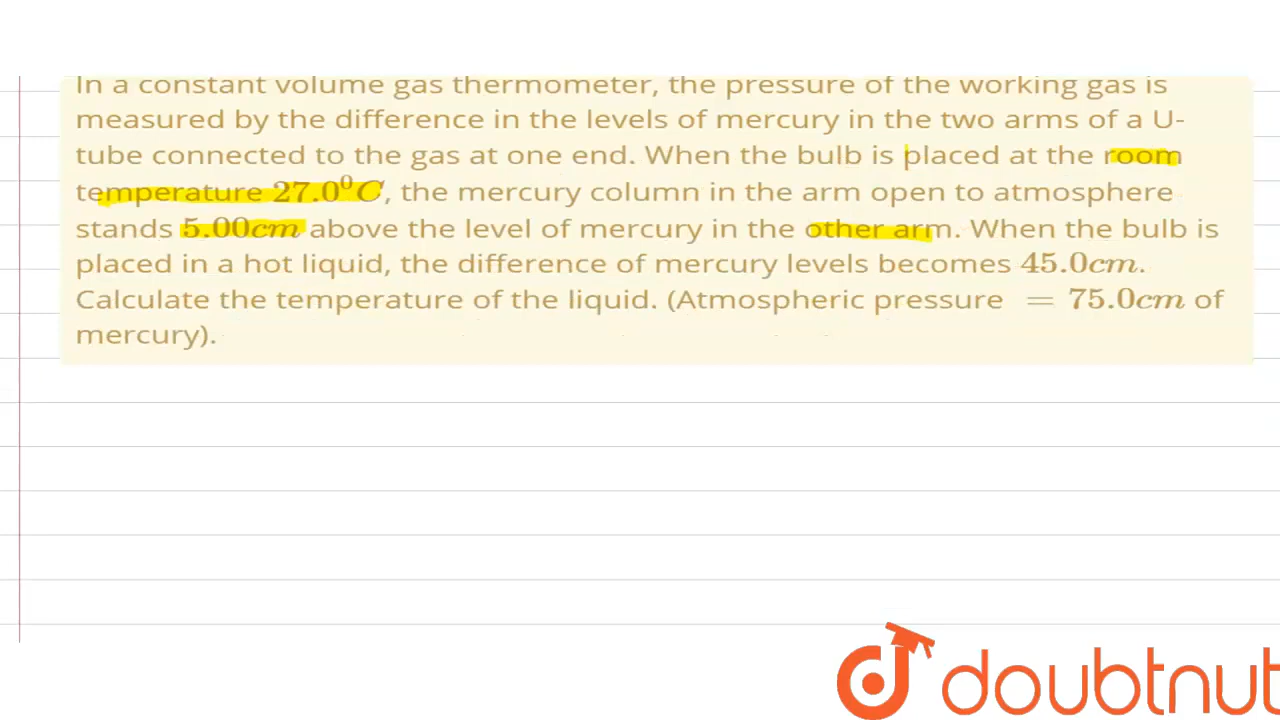 In a constant volume gas thermometer, the pressure of the working gas is
measured by the difference in the levels of mercury in the two arms of a U-
tube connected to the gas at one end. When the bulb is placed at the room
temperature 27.0⁰C, the mercury column in the arm open to atmosphere
stands 5.00cm above the level of mercury in the other arm. When the bulb is
placed in a hot liquid, the difference of mercury levels becomes 45.0cm.
Calculate the temperature of the liquid. (Atmospheric pressure = 75.0cm of
mercury).
doubtnut